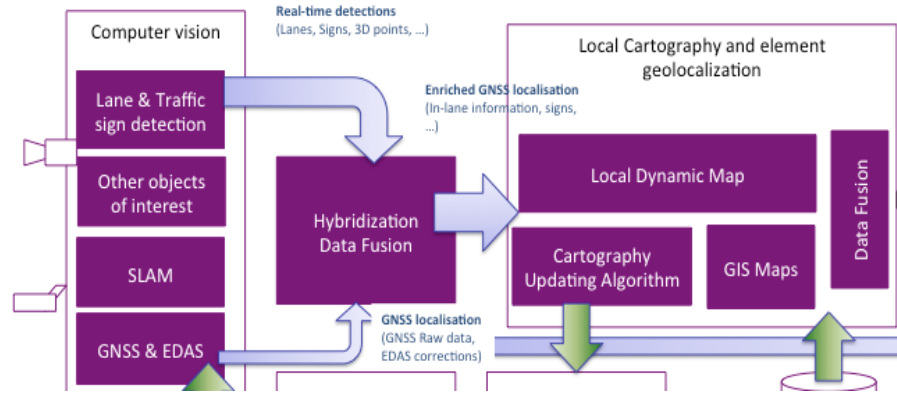 Computer vision
Lane & Traffic
sign detection
Other objects
of interest
SLAM
GNSS & EDAS
Real-time detections
(Lanes, Signs, 3D points, ...)
Enriched GNSS localisation
(In-lane information, signs,
...)
Hybridization
Data Fusion
GNSS localisation
(GNSS Raw data,
EDAS corrections)
Local Cartography and element
geolocalization
Local Dynamic Map
Cartography
Updating Algorithm
GIS Maps
Data Fusion